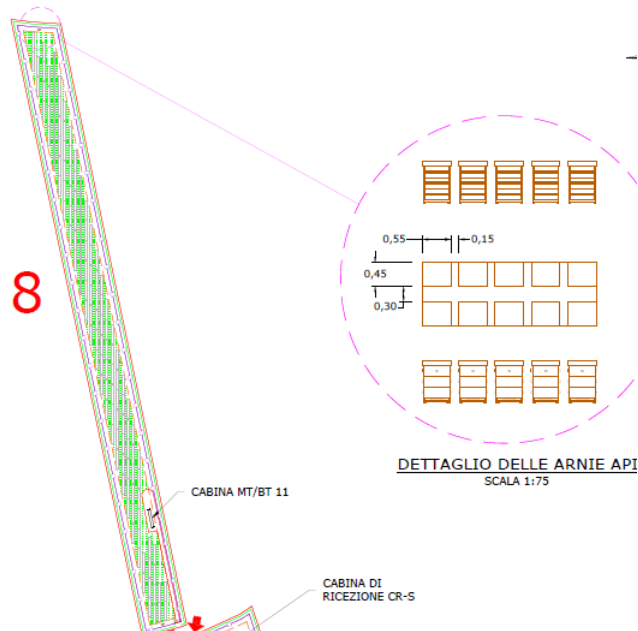 0,55
0,15
0,45
0,30
8
DETTAGLIO DELLE ARNIE API
SCALA 1:75
CABINA MT/BT 11
CABINA DI
RICEZIONE CR-S